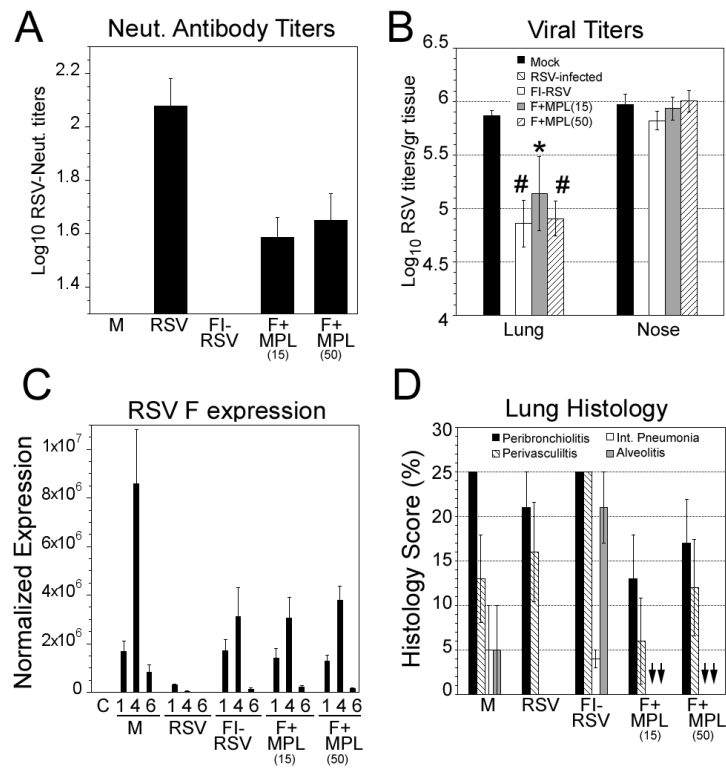 A
Neut. Antibody Titers
Log10 RSV-Neut. titers
2.2
2
1.8
1.6
1.4
M
RSV
FI-
RSV
F+
MPL
(15)
F+
MPL
(50)
B
Viral Titers
Log10 RSV titers/gr tissue
6.5
6
5.5
5
4.5
4
Mock
RSV-infected
FI-RSV
F+MPL(15)
F+MPL(50)
# * #
Lung
Nose
C
RSV F expression
Normalized Expression
1x10^7
8x10^6
6x10^6
4x10^6
2x10^6
0
C 1 4 6 1 4 6 1 4 6 1 4 6 1 4 6
M
RSV
FI-
RSV
F+
MPL
(15)
F+
MPL
(50)
D
Lung Histology
Histology Score (%)
30
25
20
15
10
5
0
Peribronchiolitis
Perivasculiltis
Int. Pneumonia
Alveolitis
M
RSV
FI-
RSV
F+
MPL
(15)
F+
MPL
(50)